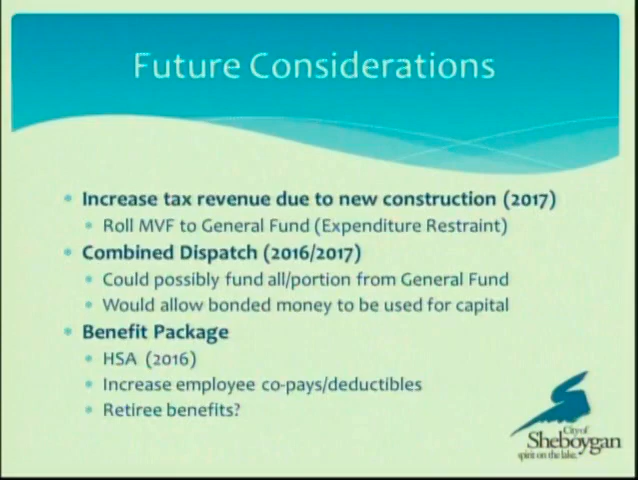 Future Considerations
* Increase tax revenue due to new construction (2017)
* Roll MVF to General Fund (Expenditure Restraint)
* Combined Dispatch (2016/2017)
* Could possibly fund all/portion from General Fund
* Would allow bonded money to be used for capital
* Benefit Package
* HSA (2016)
* Increase employee co-pays/deductibles
* Retiree benefits?
City of
Sheboygan
spirit on the lake.